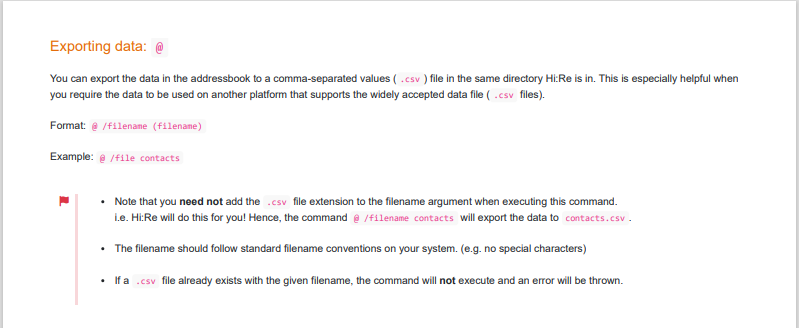 Exporting data: @
You can export the data in the addressbook to a comma-separated values ( .csv ) file in the same directory Hi:Re is in. This is especially helpful when
you require the data to be used on another platform that supports the widely accepted data file ( .csv files).
Format: @ /filename (filename)
Example: @ /file contacts
• Note that you need not add the .csv file extension to the filename argument when executing this command.
i.e. Hi:Re will do this for you! Hence, the command @ /filename contacts will export the data to contacts.csv .
• The filename should follow standard filename conventions on your system. (e.g. no special characters)
• If a .csv file already exists with the given filename, the command will not execute and an error will be thrown.